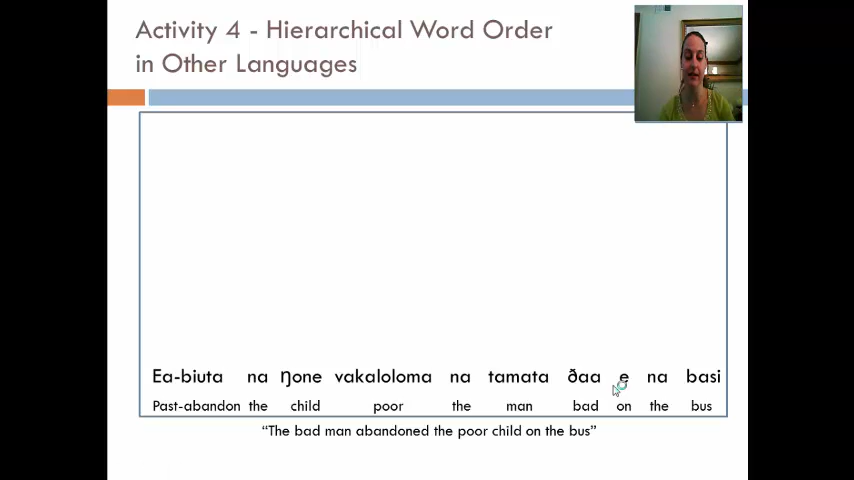 Activity 4 - Hierarchical Word Order
in Other Languages
Ea-biuta na ŋone vakaloloma na tamata ðaa e na basi
Past-abandon the child poor the man bad on the bus
“The bad man abandoned the poor child on the bus”